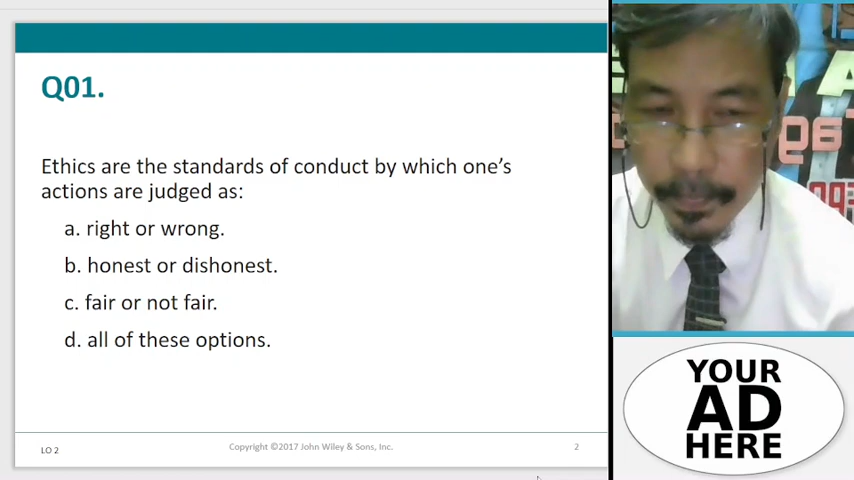 Q01.
Ethics are the standards of conduct by which one's
actions are judged as:
a. right or wrong.
b. honest or dishonest.
c. fair or not fair.
d. all of these options.
LO 2
Copyright ©2017 John Wiley & Sons, Inc.
2
YOUR
AD
HERE